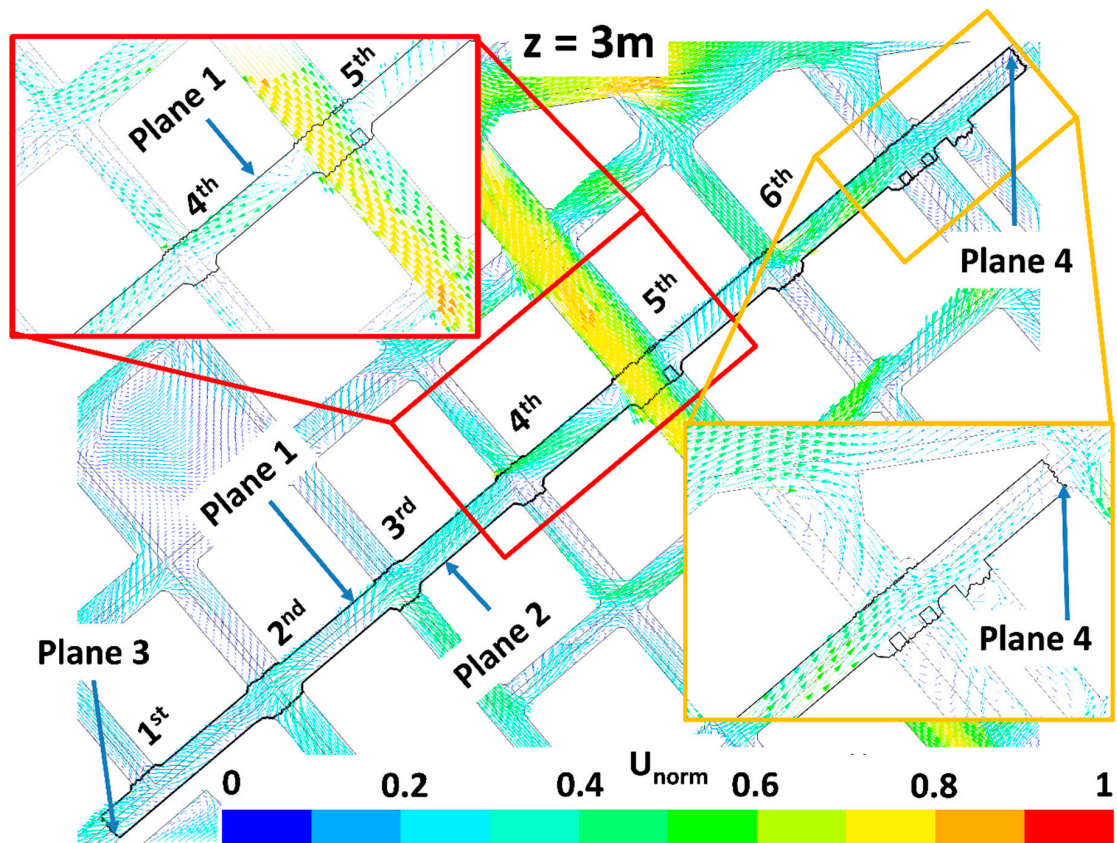 z = 3m
5th
Plane 1
4th
6th
Plane 4
5th
4th
Plane 1
3rd
2nd
Plane 2
Plane 3
1st
Plane 4
Unorm
0 0.2 0.4 0.6 0.8 1